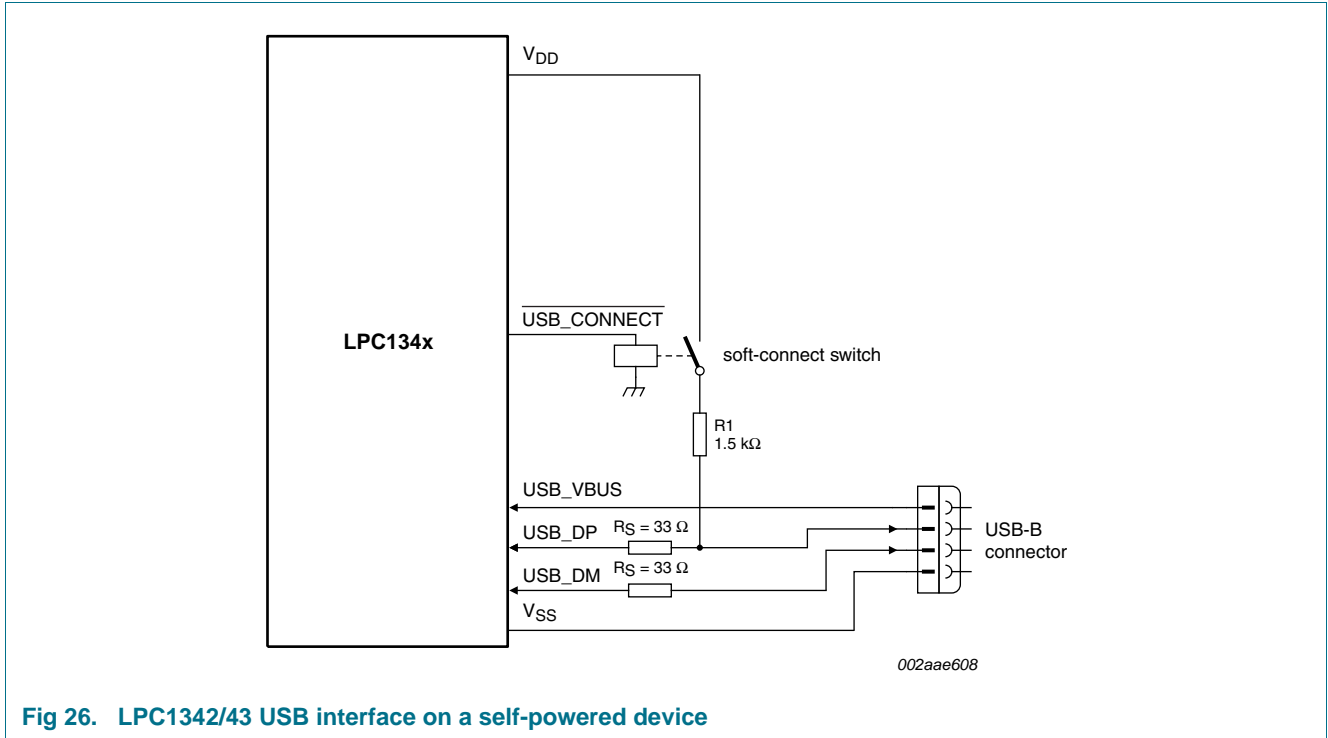 VDD
USB_CONNECT
LPC134x
soft-connect switch
R1
1.5 kΩ
USB_VBUS
USB_DP
RS = 33 Ω
USB-B
connector
USB_DM
RS = 33 Ω
VSS
002aae608
Fig 26. LPC1342/43 USB interface on a self-powered device